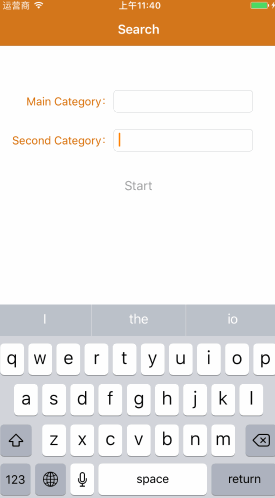 运营商 上午11:40
Search
Main Category:
Second Category:
Start
I the io
q w e r t y u i o p
a s d f g h j k l
z x c v b n m
123 space return